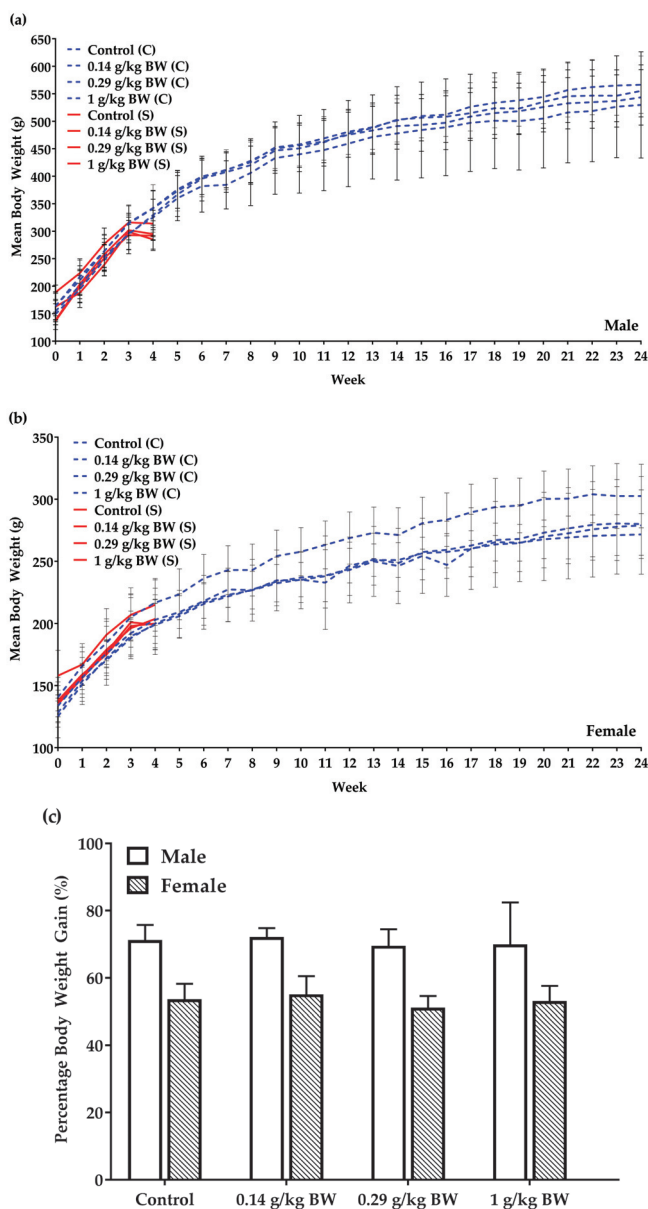 (a)
Mean Body Weight (g)
650
600
550
500
450
400
350
300
250
200
150
100
Control (C)
0.14 g/kg BW (C)
0.29 g/kg BW (C)
1 g/kg BW (C)
Control (S)
0.14 g/kg BW (S)
0.29 g/kg BW (S)
1 g/kg BW (S)
Male
0 1 2 3 4 5 6 7 8 9 10 11 12 13 14 15 16 17 18 19 20 21 22 23 24
Week
(b)
Mean Body Weight (g)
350
300
250
200
150
100
Control (C)
0.14 g/kg BW (C)
0.29 g/kg BW (C)
1 g/kg BW (C)
Control (S)
0.14 g/kg BW (S)
0.29 g/kg BW (S)
1 g/kg BW (S)
Female
0 1 2 3 4 5 6 7 8 9 10 11 12 13 14 15 16 17 18 19 20 21 22 23 24
Week
(c)
Percentage Body Weight Gain (%)
100
80
60
40
20
0
Male
Female
Control 0.14 g/kg BW 0.29 g/kg BW 1 g/kg BW